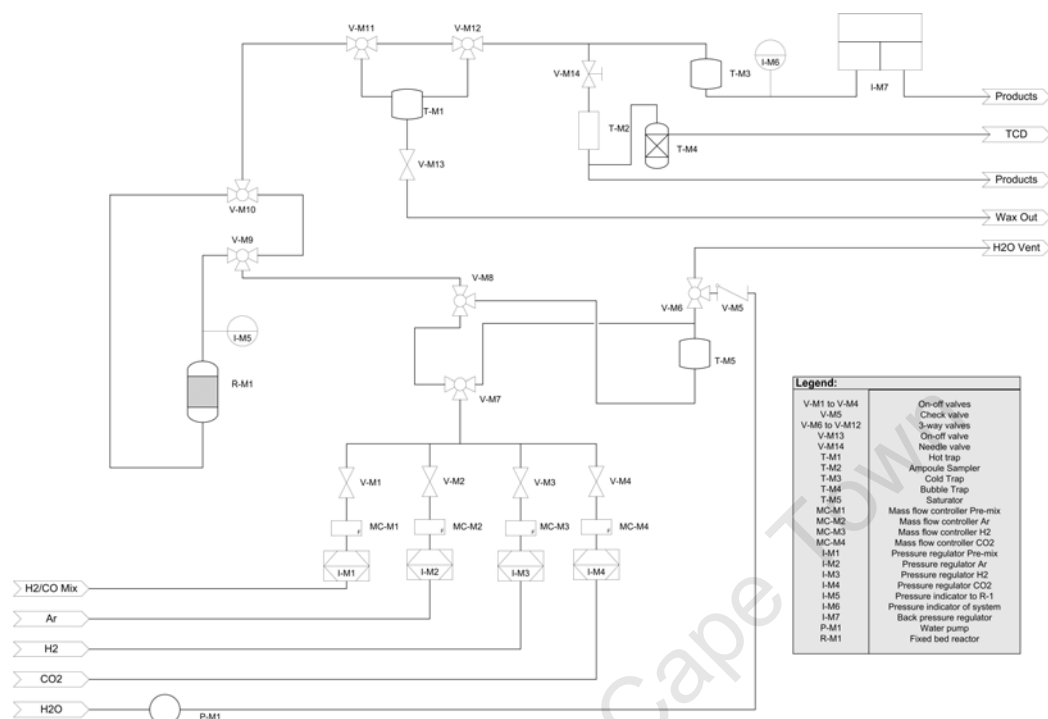 V-M11
V-M12
V-M14
T-M3
I-M6
I-M7
Products
T-M1
T-M2
T-M4
TCD
V-M13
Products
V-M10
Wax Out
V-M9
H2O Vent
V-M8
V-M6
V-M5
I-M5
T-M5
R-M1
V-M7
Legend:
V-M1 to V-M4 On-off valves
V-M5 Check valve
V-M6 to V-M12 3-way valves
V-M13 On-off valve
V-M14 Needle valve
T-M1 Hot trap
T-M2 Ampoule Sampler
T-M3 Cold Trap
T-M4 Bubble Trap
T-M5 Saturator
MC-M1 Mass flow controller Pre-mix
MC-M2 Mass flow controller Ar
MC-M3 Mass flow controller H2
MC-M4 Mass flow controller CO2
I-M1 Pressure regulator Pre-mix
I-M2 Pressure regulator Ar
I-M3 Pressure regulator H2
I-M4 Pressure regulator CO2
I-M5 Pressure indicator to R-1
I-M6 Pressure indicator of system
I-M7 Back pressure regulator
P-M1 Water pump
R-M1 Fixed bed reactor
V-M1
V-M2
V-M3
V-M4
MC-M1
MC-M2
MC-M3
MC-M4
I-M1
I-M2
I-M3
I-M4
H2/CO Mix
Ar
H2
CO2
H2O
P-M1
Cape Town